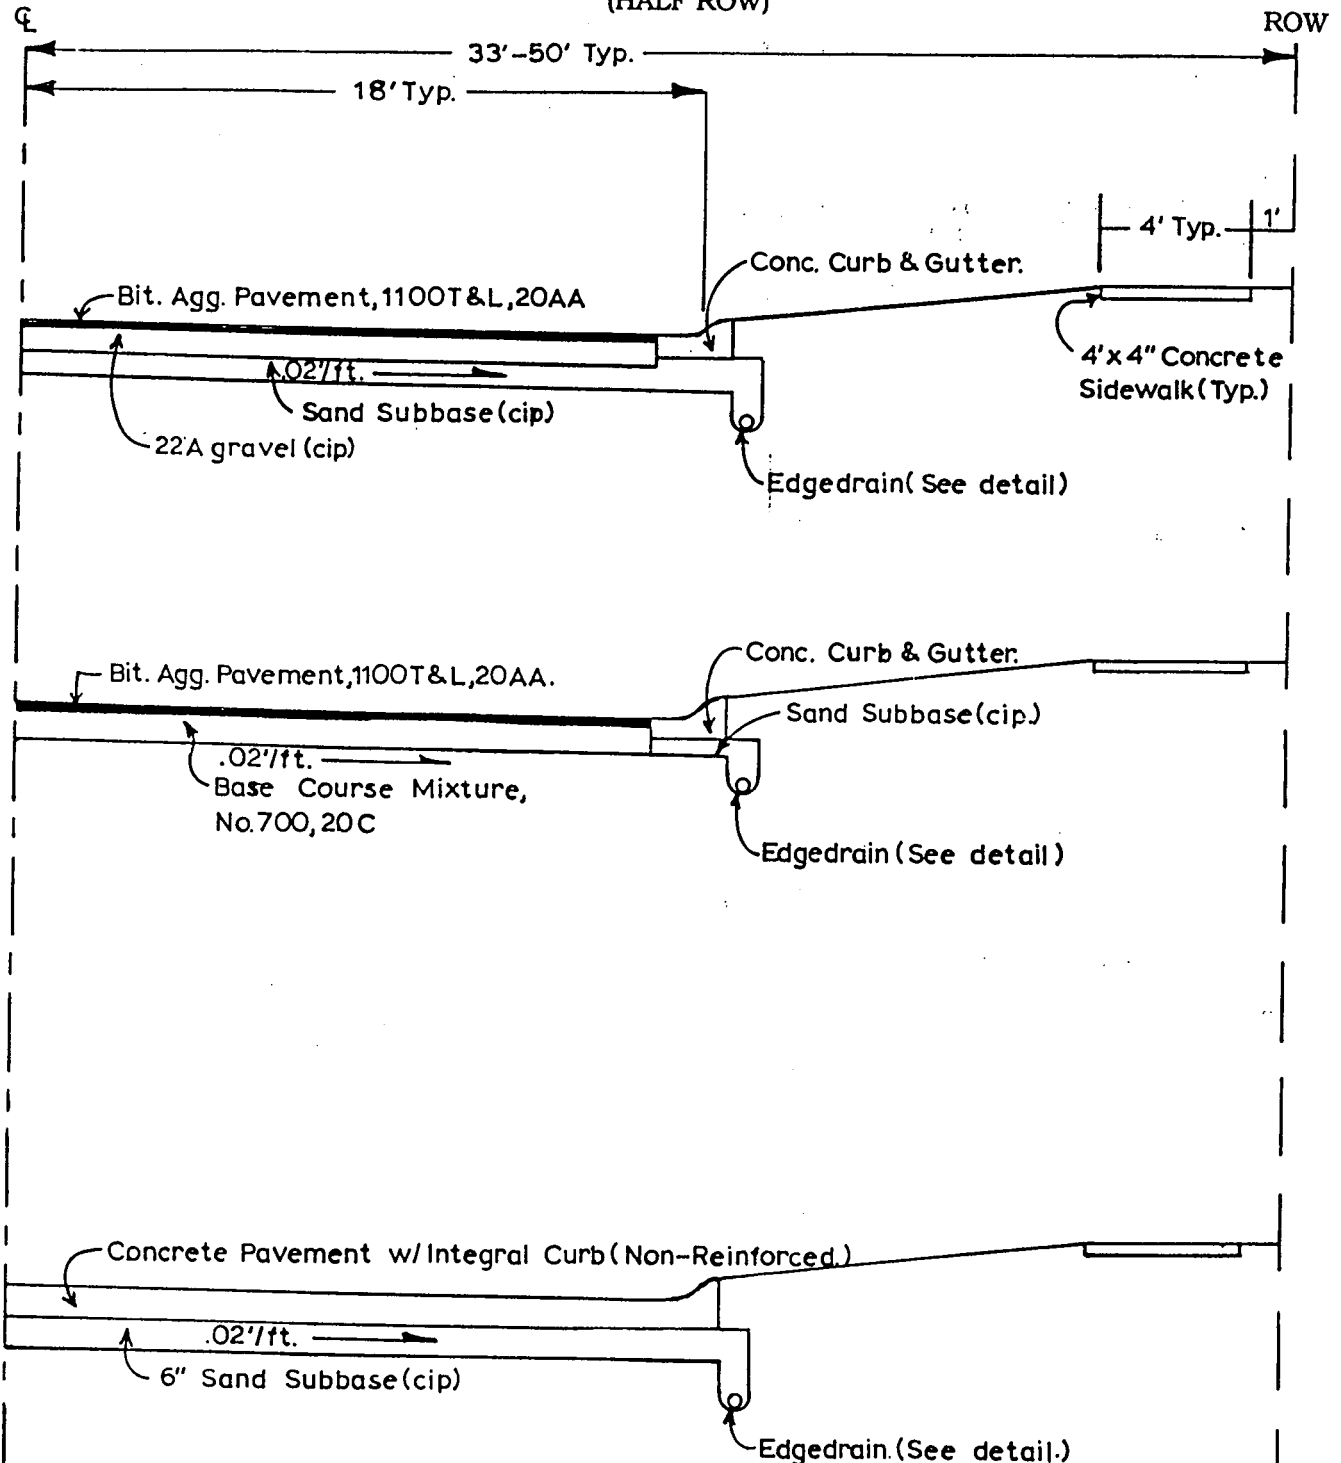 (HALF ROW)
℄
ROW
33'-50' Typ.
18' Typ.
4' Typ.
1'
Conc. Curb & Gutter.
Bit. Agg. Pavement,1100T&L,20AA
4'x4" Concrete
Sidewalk(Typ.)
.02'/ft.
Sand Subbase(cip)
22A gravel (cip)
Edgedrain(See detail)
Conc. Curb & Gutter.
Bit. Agg. Pavement,1100T&L,20AA.
Sand Subbase(cip.)
.02'/ft.
Base Course Mixture,
No.700,20C
Edgedrain(See detail)
Concrete Pavement w/Integral Curb(Non-Reinforced.)
.02'/ft.
6" Sand Subbase(cip)
Edgedrain.(See detail.)